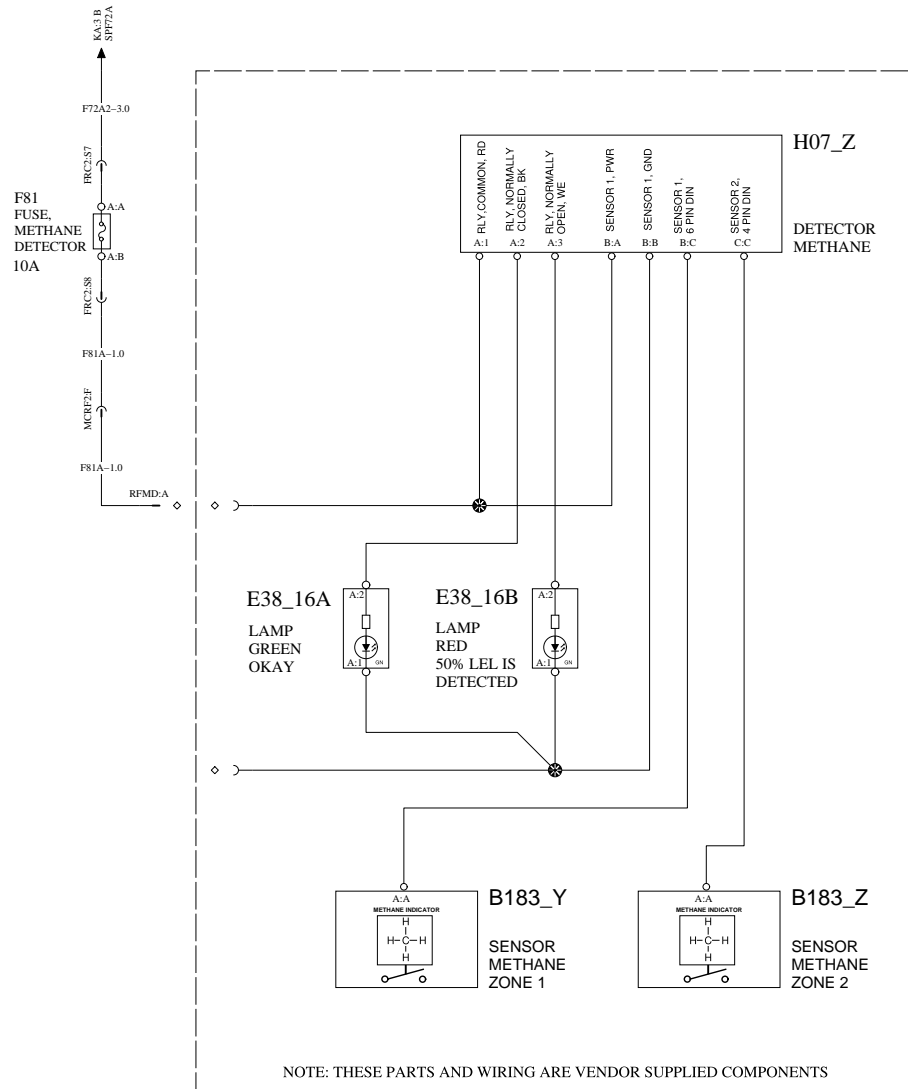 KA:3 B
SPF72A
F72A2-3.0
FRC2:S7
F81
FUSE,
METHANE
DETECTOR
10A
A:A
A:B
FRC2:S8
F81A-1.0
MCRF2:F
F81A-1.0
RFMD:A
H07_Z
DETECTOR
METHANE
RLY,COMMON, RD
RLY, NORMALLY
CLOSED, BK
RLY, NORMALLY
OPEN, WE
SENSOR 1, PWR
SENSOR 1, GND
SENSOR 1,
6 PIN DIN
SENSOR 2,
4 PIN DIN
A:1
A:2
A:3
B:A
B:B
B:C
C:C
E38_16A
LAMP
GREEN
OKAY
A:2
A:1
GN
E38_16B
LAMP
RED
50% LEL IS
DETECTED
A:2
A:1
GN
A:A
METHANE INDICATOR
H
H-C-H
H
B183_Y
SENSOR
METHANE
ZONE 1
A:A
METHANE INDICATOR
H
H-C-H
H
B183_Z
SENSOR
METHANE
ZONE 2
NOTE: THESE PARTS AND WIRING ARE VENDOR SUPPLIED COMPONENTS